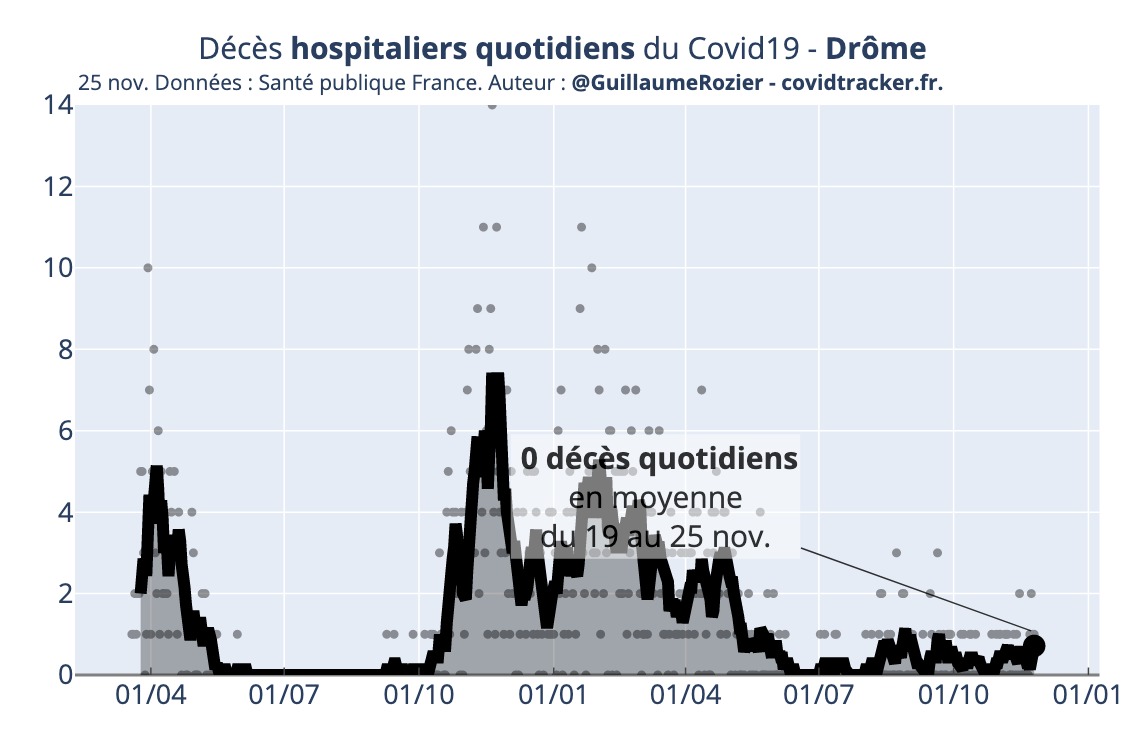 Décès hospitaliers quotidiens du Covid19 - Drôme
25 nov. Données : Santé publique France. Auteur : @GuillaumeRozier - covidtracker.fr.
14
12
10
8
6
4
2
0
0 décès quotidiens
en moyenne
du 19 au 25 nov.
01/04 01/07 01/10 01/01 01/04 01/07 01/10 01/01